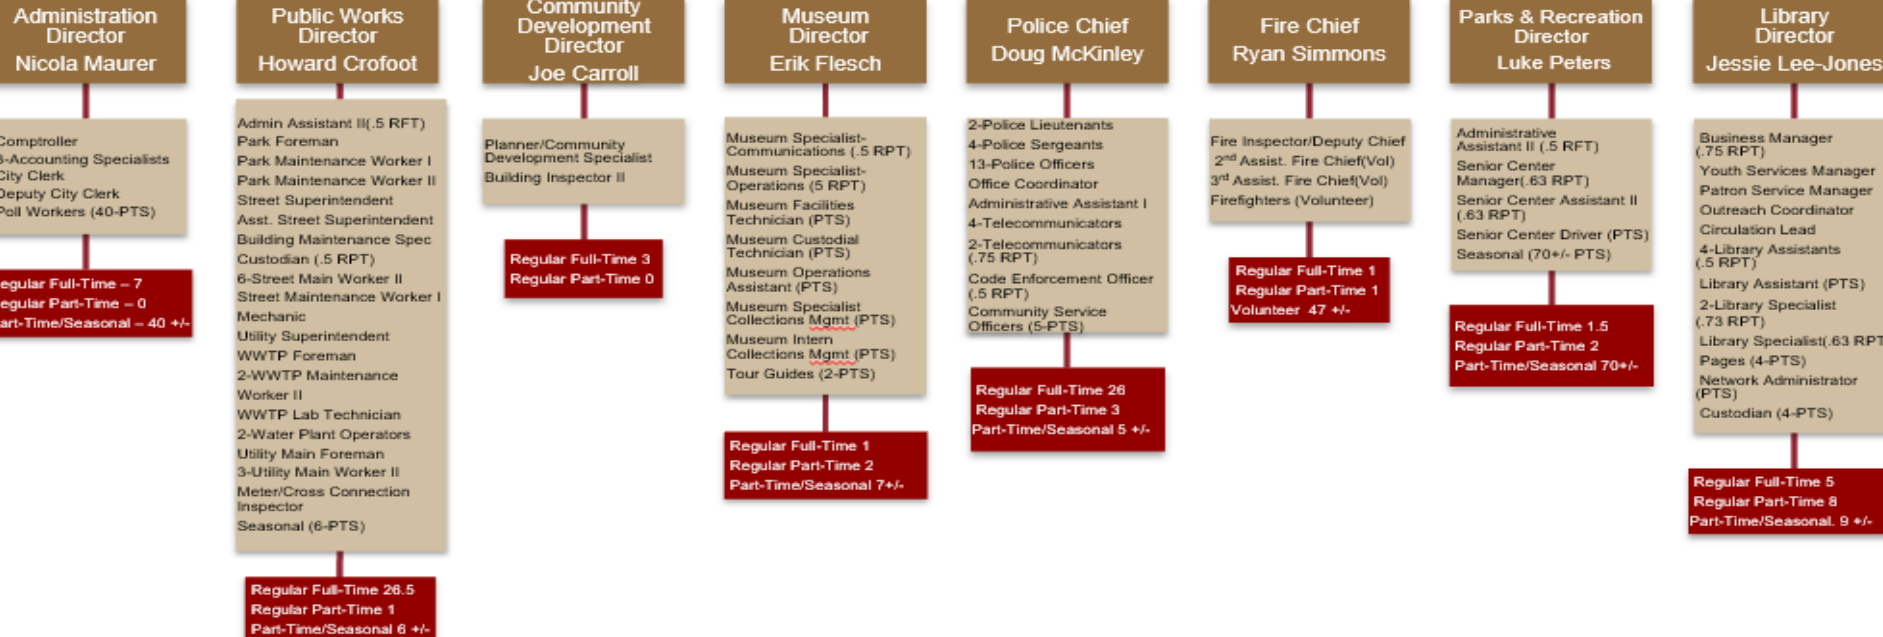 Administration
Director
Nicola Maurer
Comptroller
3-Accounting Specialists
City Clerk
Deputy City Clerk
Poll Workers (40-PTS)
Regular Full-Time – 7
Regular Part-Time – 0
Part-Time/Seasonal – 40 +/-
Public Works
Director
Howard Crofoot
Admin Assistant II(.5 RFT)
Park Foreman
Park Maintenance Worker I
Park Maintenance Worker II
Street Superintendent
Asst. Street Superintendent
Building Maintenance Spec
Custodian (.5 RPT)
6-Street Main Worker II
Street Maintenance Worker I
Mechanic
Utility Superintendent
WWTP Foreman
2-WWTP Maintenance
Worker II
WWTP Lab Technician
2-Water Plant Operators
Utility Main Foreman
3-Utility Main Worker II
Meter/Cross Connection
Inspector
Seasonal (6-PTS)
Regular Full-Time 26.5
Regular Part-Time 1
Part-Time/Seasonal 6 +/-
Community
Development
Director
Joe Carroll
Planner/Community
Development Specialist
Building Inspector II
Regular Full-Time 3
Regular Part-Time 0
Museum
Director
Erik Flesch
Museum Specialist-
Communications (.5 RPT)
Museum Specialist-
Operations (5 RPT)
Museum Facilities
Technician (PTS)
Museum Custodial
Technician (PTS)
Museum Operations
Assistant (PTS)
Museum Specialist
Collections Mgmt (PTS)
Museum Intern
Collections Mgmt (PTS)
Tour Guides (2-PTS)
Regular Full-Time 1
Regular Part-Time 2
Part-Time/Seasonal 7+/-
Police Chief
Doug McKinley
2-Police Lieutenants
4-Police Sergeants
13-Police Officers
Office Coordinator
Administrative Assistant I
4-Telecommunicators
2-Telecommunicators
(.75 RPT)
Code Enforcement Officer
(.5 RPT)
Community Service
Officers (5-PTS)
Regular Full-Time 26
Regular Part-Time 3
Part-Time/Seasonal 5 +/-
Fire Chief
Ryan Simmons
Fire Inspector/Deputy Chief
2nd Assist. Fire Chief(Vol)
3rd Assist. Fire Chief(Vol)
Firefighters (Volunteer)
Regular Full-Time 1
Regular Part-Time 1
Volunteer 47 +/-
Parks & Recreation
Director
Luke Peters
Administrative
Assistant II (.5 RFT)
Senior Center
Manager(.63 RPT)
Senior Center Assistant II
(.63 RPT)
Senior Center Driver (PTS)
Seasonal (70+/- PTS)
Regular Full-Time 1.5
Regular Part-Time 2
Part-Time/Seasonal 70+/-
Library
Director
Jessie Lee-Jones
Business Manager
(.75 RPT)
Youth Services Manager
Patron Service Manager
Outreach Coordinator
Circulation Lead
4-Library Assistants
(.5 RPT)
Library Assistant (PTS)
2-Library Specialist
(.73 RPT)
Library Specialist(.63 RPT
Pages (4-PTS)
Network Administrator
(PTS)
Custodian (4-PTS)
Regular Full-Time 5
Regular Part-Time 8
Part-Time/Seasonal. 9 +/-